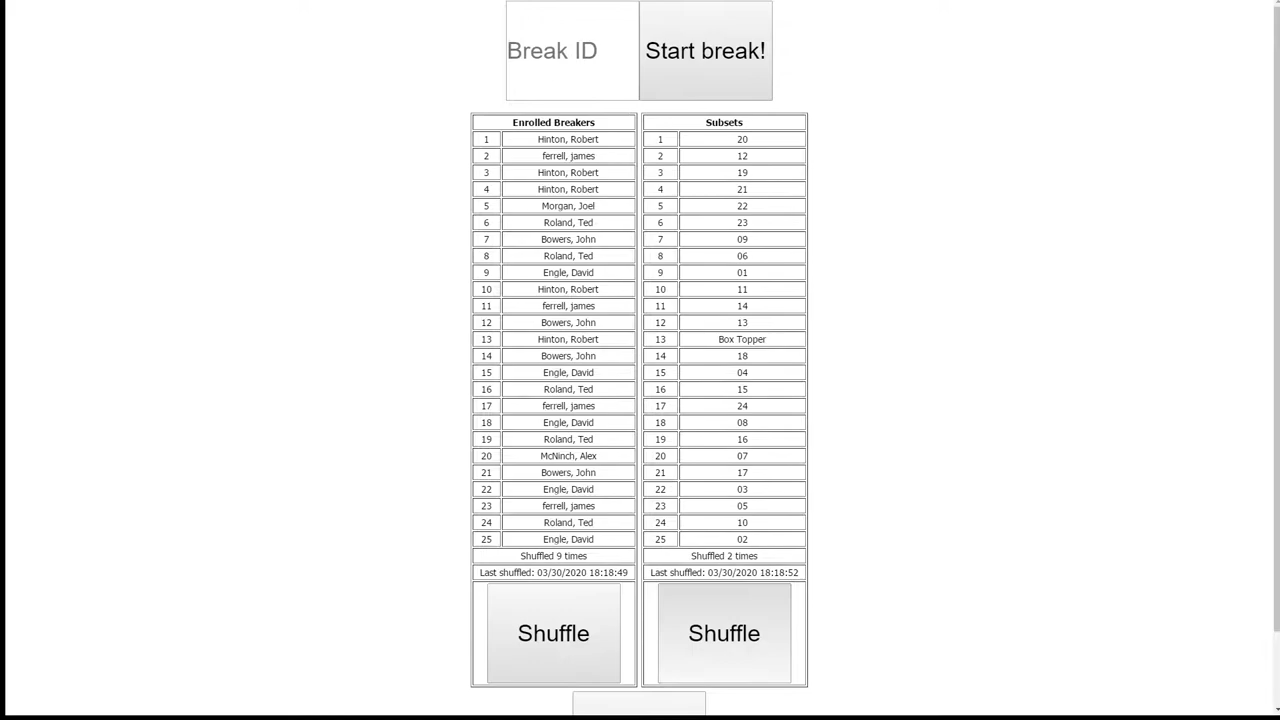 Break ID Start break!
Enrolled Breakers
1 Hinton, Robert
2 ferrell, james
3 Hinton, Robert
4 Hinton, Robert
5 Morgan, Joel
6 Roland, Ted
7 Bowers, John
8 Roland, Ted
9 Engle, David
10 Hinton, Robert
11 ferrell, james
12 Bowers, John
13 Hinton, Robert
14 Bowers, John
15 Engle, David
16 Roland, Ted
17 ferrell, james
18 Engle, David
19 Roland, Ted
20 McNinch, Alex
21 Bowers, John
22 Engle, David
23 ferrell, james
24 Roland, Ted
25 Engle, David
Shuffled 9 times
Last shuffled: 03/30/2020 18:18:49
Shuffle
Subsets
1 20
2 12
3 19
4 21
5 22
6 23
7 09
8 06
9 01
10 11
11 14
12 13
13 Box Topper
14 18
15 04
16 15
17 24
18 08
19 16
20 07
21 17
22 03
23 05
24 10
25 02
Shuffled 2 times
Last shuffled: 03/30/2020 18:18:52
Shuffle